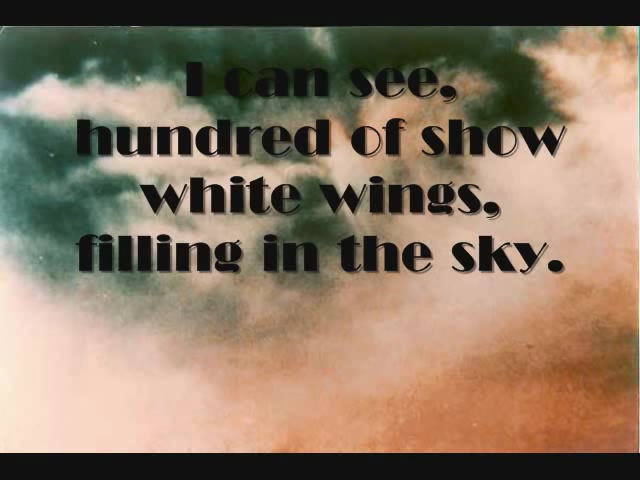 I can see,
hundred of show
white wings,
filling in the sky.